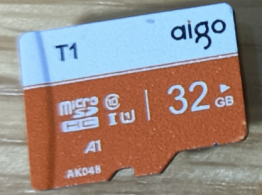 T1 aigo
micro SD HC 10 I U1 32 GB
A1
AK048